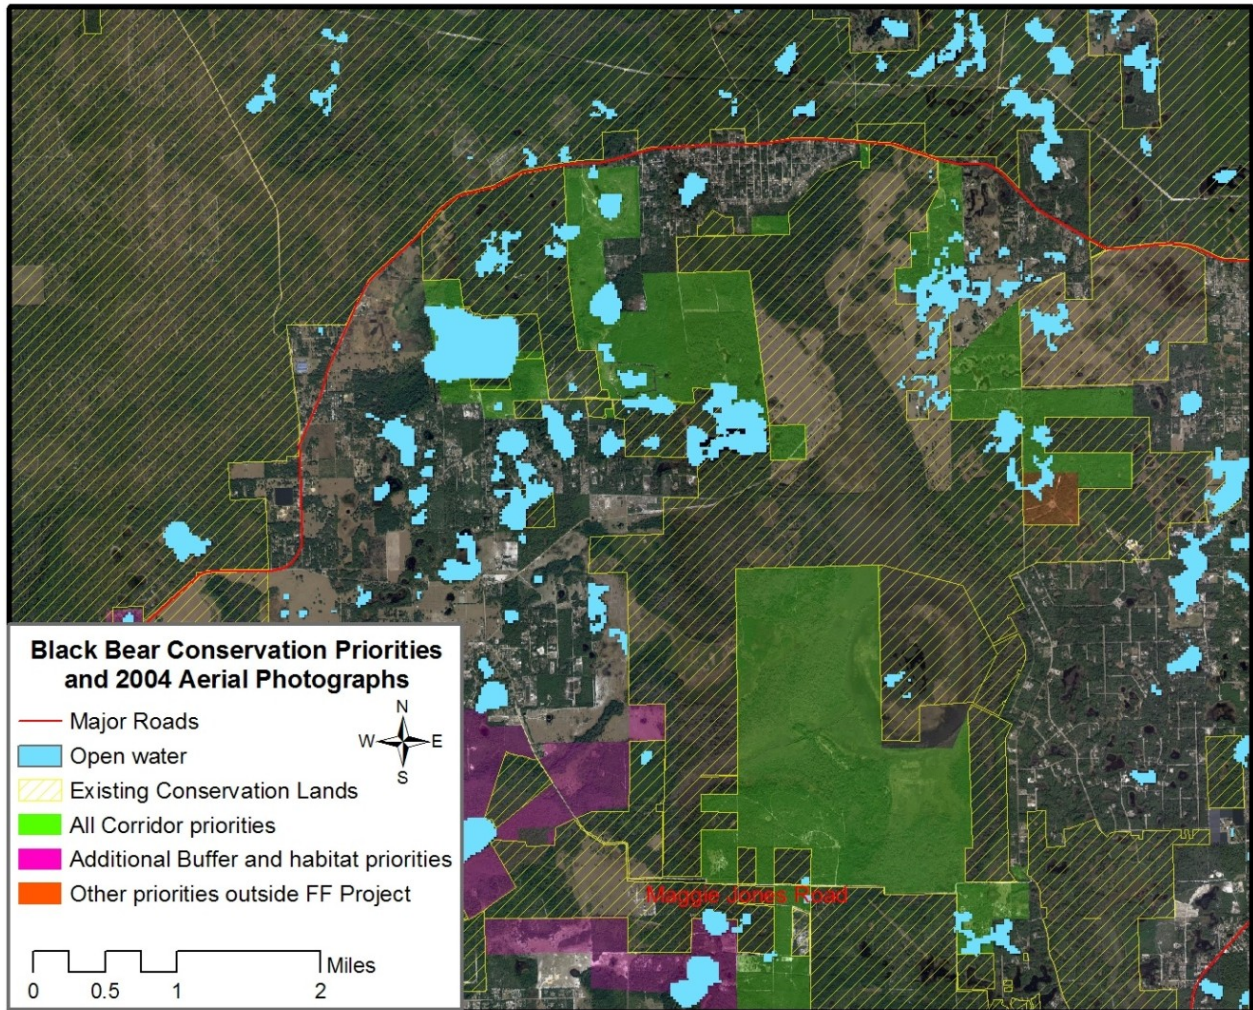 Black Bear Conservation Priorities
and 2004 Aerial Photographs
Major Roads
Open water
Existing Conservation Lands
All Corridor priorities
Additional Buffer and habitat priorities
Other priorities outside FF Project
N
W E
S
Miles
0 0.5 1 2
Maggie Jones Road